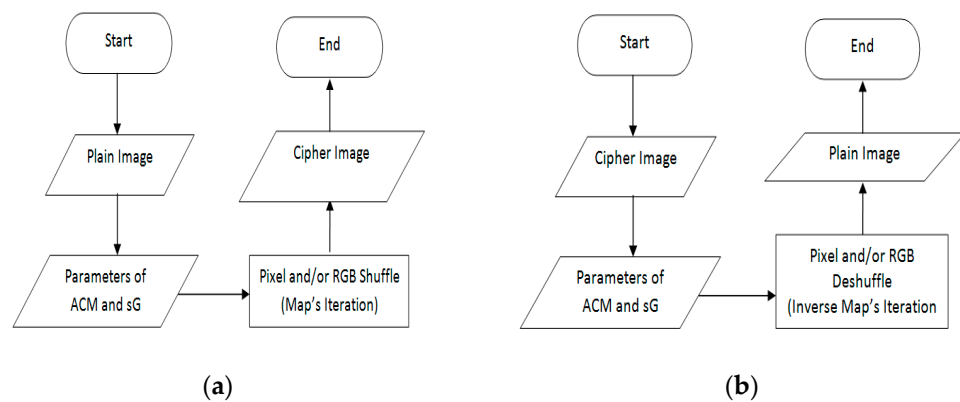 Start
Plain Image
Parameters of
ACM and sG
Pixel and/or RGB Shuffle
(Map's Iteration)
Cipher Image
End
(a)
Start
Cipher Image
Parameters of
ACM and sG
Pixel and/or RGB
Deshuffle
(Inverse Map's Iteration
Plain Image
End
(b)